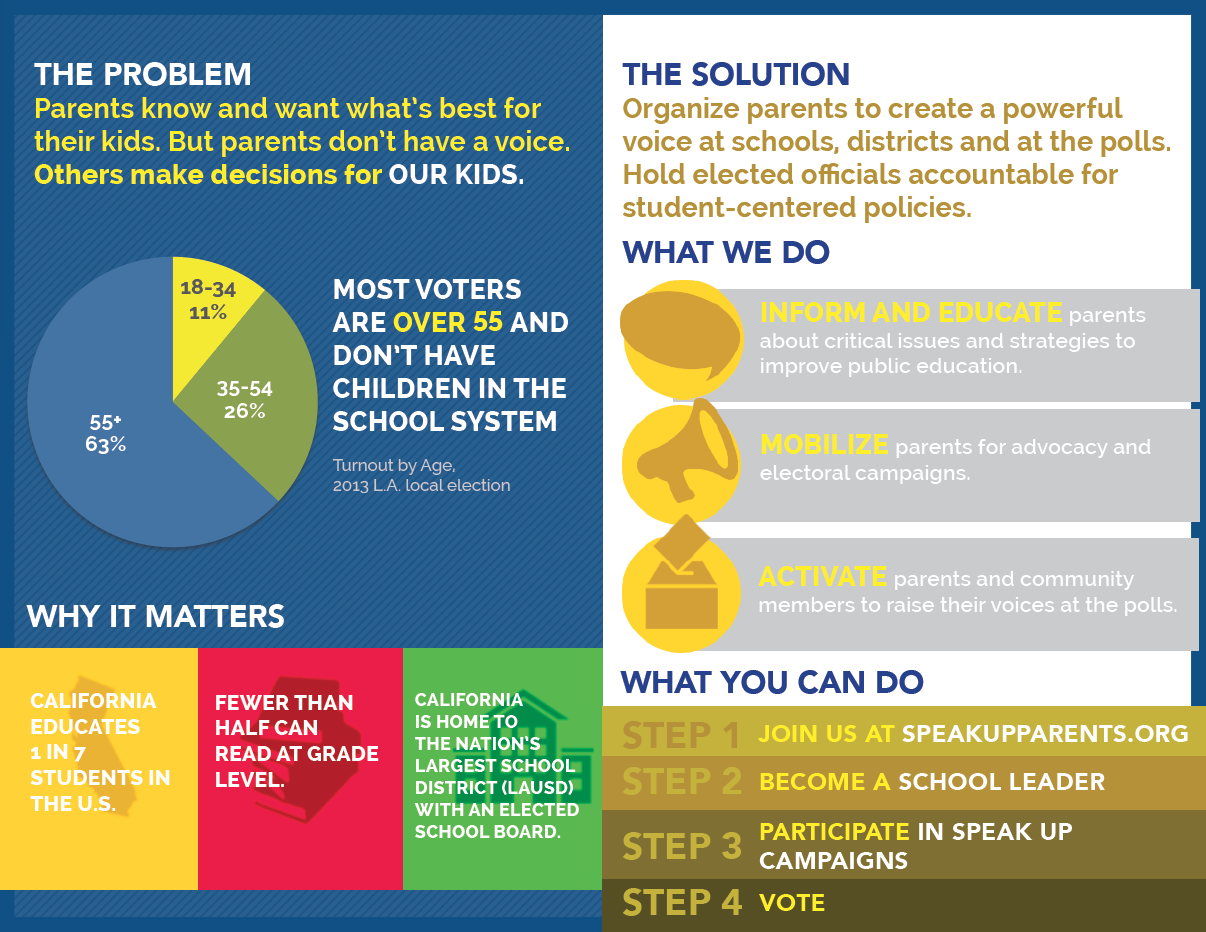 THE PROBLEM
Parents know and want what's best for
their kids. But parents don't have a voice.
Others make decisions for OUR KIDS.
18-34
11%
35-54
26%
55+
63%
MOST VOTERS
ARE OVER 55 AND
DON'T HAVE
CHILDREN IN THE
SCHOOL SYSTEM
Turnout by Age,
2013 L.A. local election
WHY IT MATTERS
CALIFORNIA
EDUCATES
1 IN 7
STUDENTS IN
THE U.S.
FEWER THAN
HALF CAN
READ AT GRADE
LEVEL.
CALIFORNIA
IS HOME TO
THE NATION'S
LARGEST SCHOOL
DISTRICT (LAUSD)
WITH AN ELECTED
SCHOOL BOARD.
THE SOLUTION
Organize parents to create a powerful
voice at schools, districts and at the polls.
Hold elected officials accountable for
student-centered policies.
WHAT WE DO
INFORM AND EDUCATE parents
about critical issues and strategies to
improve public education.
MOBILIZE parents for advocacy and
electoral campaigns.
ACTIVATE parents and community
members to raise their voices at the polls.
WHAT YOU CAN DO
STEP 1 JOIN US AT SPEAKUPPARENTS.ORG
STEP 2 BECOME A SCHOOL LEADER
STEP 3 PARTICIPATE IN SPEAK UP
CAMPAIGNS
STEP 4 VOTE